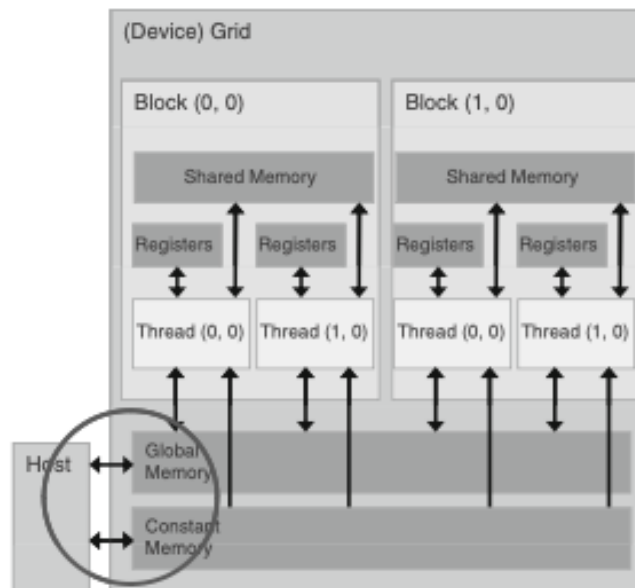 (Device) Grid
Block (0, 0)
Block (1, 0)
Shared Memory
Shared Memory
Registers
Registers
Registers
Registers
Thread (0, 0)
Thread (1, 0)
Thread (0, 0)
Thread (1, 0)
Host
Global
Memory
Constant
Memory